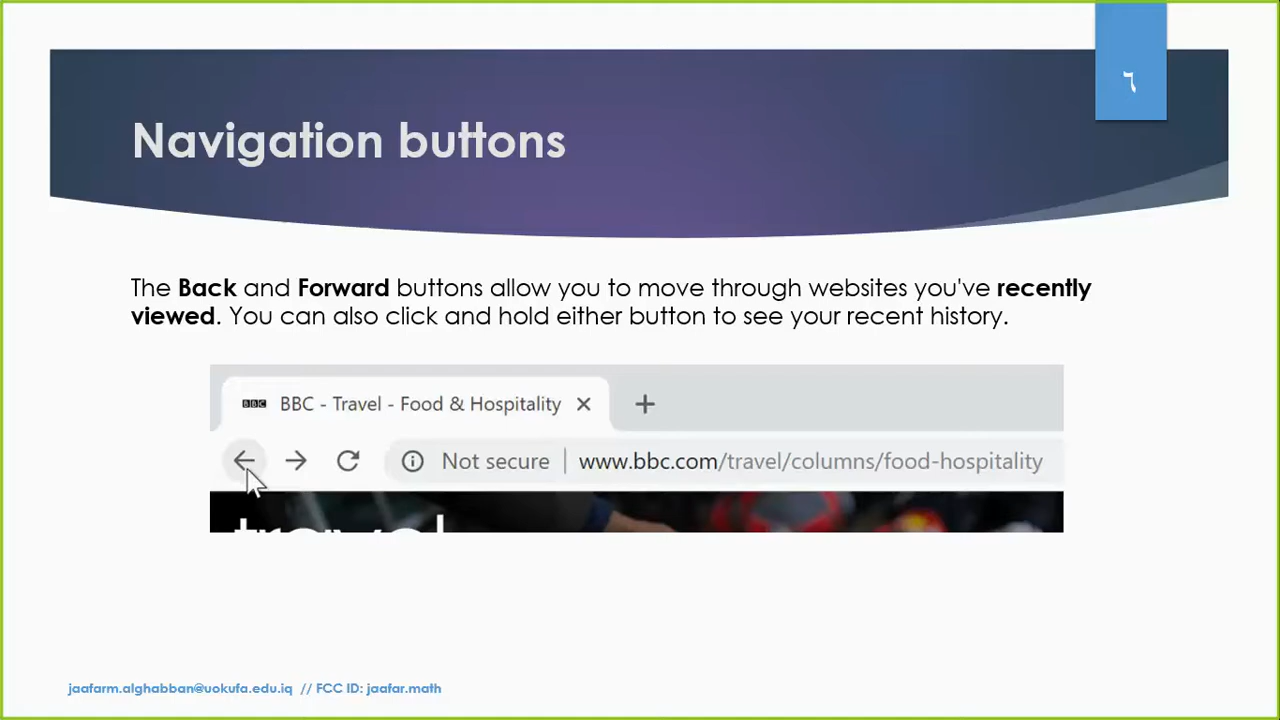 ٦
Navigation buttons
The Back and Forward buttons allow you to move through websites you've recently
viewed. You can also click and hold either button to see your recent history.
BBC BBC - Travel - Food & Hospitality
Not secure www.bbc.com/travel/columns/food-hospitality
travel
jaafarm.alghabban@uokufa.edu.iq // FCC ID: jaafar.math